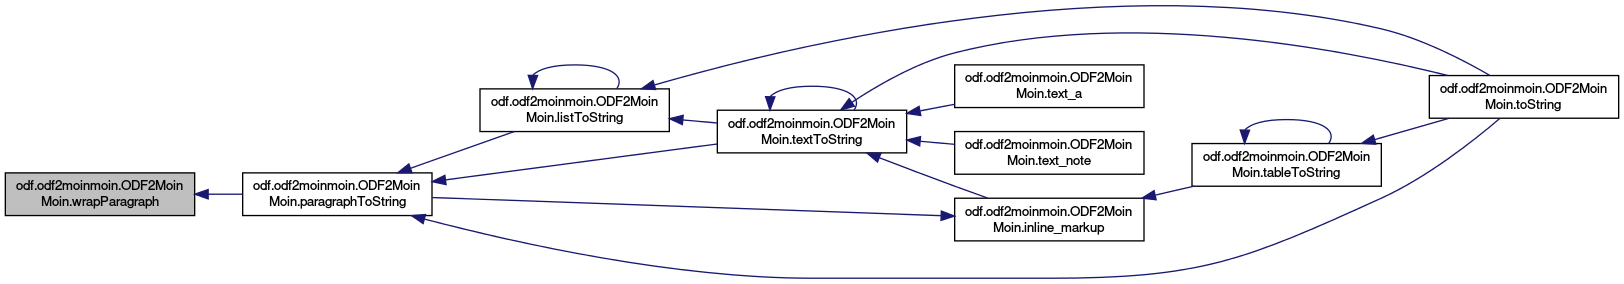 odf.odf2moinmoin.ODF2Moin
Moin.wrapParagraph
odf.odf2moinmoin.ODF2Moin
Moin.paragraphToString
odf.odf2moinmoin.ODF2Moin
Moin.listToString
odf.odf2moinmoin.ODF2Moin
Moin.textToString
odf.odf2moinmoin.ODF2Moin
Moin.text_a
odf.odf2moinmoin.ODF2Moin
Moin.text_note
odf.odf2moinmoin.ODF2Moin
Moin.inline_markup
odf.odf2moinmoin.ODF2Moin
Moin.tableToString
odf.odf2moinmoin.ODF2Moin
Moin.toString